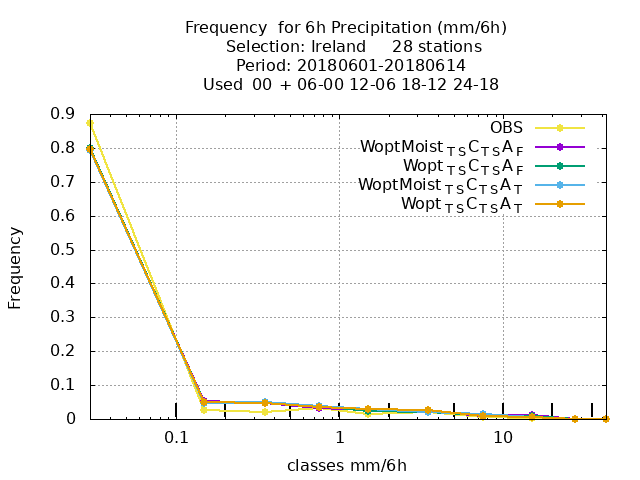 Frequency  for 6h Precipitation (mm/6h)
Selection: Ireland     28 stations
Period: 20180601-20180614
Used  00  + 06-00 12-06 18-12 24-18
0.9
0.8
0.7
0.6
0.5
0.4
0.3
0.2
0.1
0
Frequency
OBS
WoptMoist TS C TS A F
Wopt TS C TS A F
WoptMoist TS C TS A T
Wopt TS C TS A T
0.1 1 10
classes mm/6h